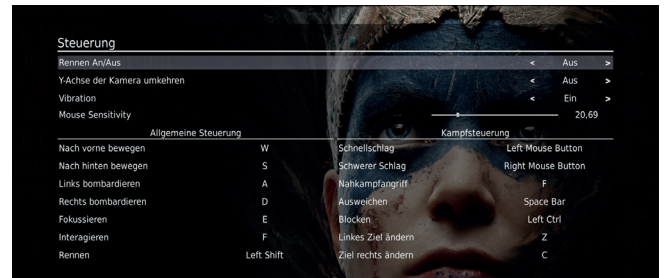 Steuerung
Rennen An/Aus < Aus >
Y-Achse der Kamera umkehren < Aus >
Vibration < Ein >
Mouse Sensitivity 20,69
Allgemeine Steuerung Kampfsteuerung
Nach vorne bewegen W Schnellschlag Left Mouse Button
Nach hinten bewegen S Schwerer Schlag Right Mouse Button
Links bombardieren A Nahkampfangriff F
Rechts bombardieren D Ausweichen Space Bar
Fokussieren E Blocken Left Ctrl
Interagieren F Linkes Ziel ändern Z
Rennen Left Shift Ziel rechts ändern C